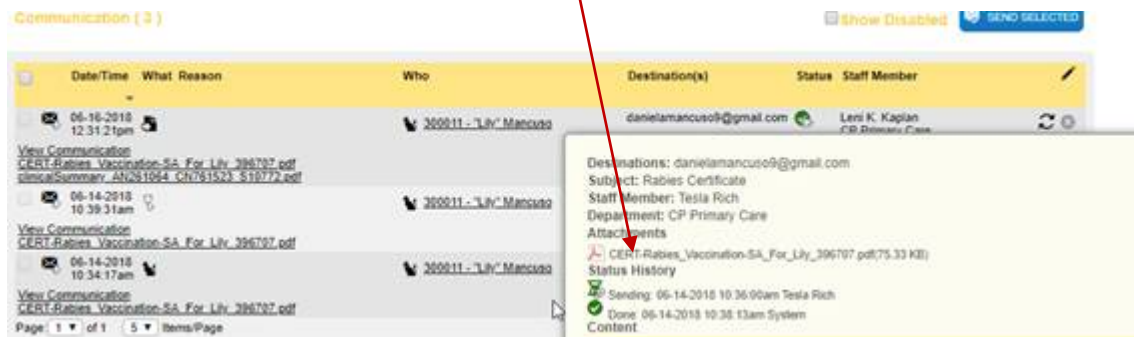 Communication ( 3 )
Show Disabled
SEND SELECTED
Date/Time What Reason Who Destination(s) Status Staff Member
06-16-2018
12:31:21pm
300011 - "Lily" Mancuso
danielamancuso9@gmail.com
Leni K. Kaplan
CP Primary Care
View Communication
CERT-Rabies_Vaccination-SA_For_Lily_396707.pdf
clinicalSummary_AN261064_CN761523_S10772.pdf
06-14-2018
10:39:31am
300011 - "Lily" Mancuso
View Communication
CERT-Rabies_Vaccination-SA_For_Lily_396707.pdf
06-14-2018
10:34:17am
300011 - "Lily" Mancuso
View Communication
CERT-Rabies_Vaccination-SA_For_Lily_396707.pdf
Page: 1 of 1 5 Items/Page
Destinations: danielamancuso9@gmail.com
Subject: Rabies Certificate
Staff Member: Tesla Rich
Department: CP Primary Care
Attachments
CERT-Rabies_Vaccination-SA_For_Lily_396707.pdf(75.33 KB)
Status History
Sending: 06-14-2018 10:36:00am Tesla Rich
Done: 06-14-2018 10:38:13am System
Content